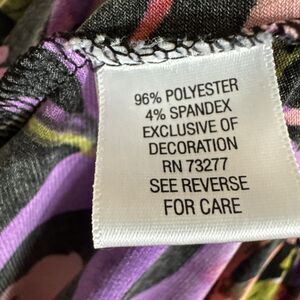 96% POLYESTER
4% SPANDEX
EXCLUSIVE OF
DECORATION
RN 73277
SEE REVERSE
FOR CARE